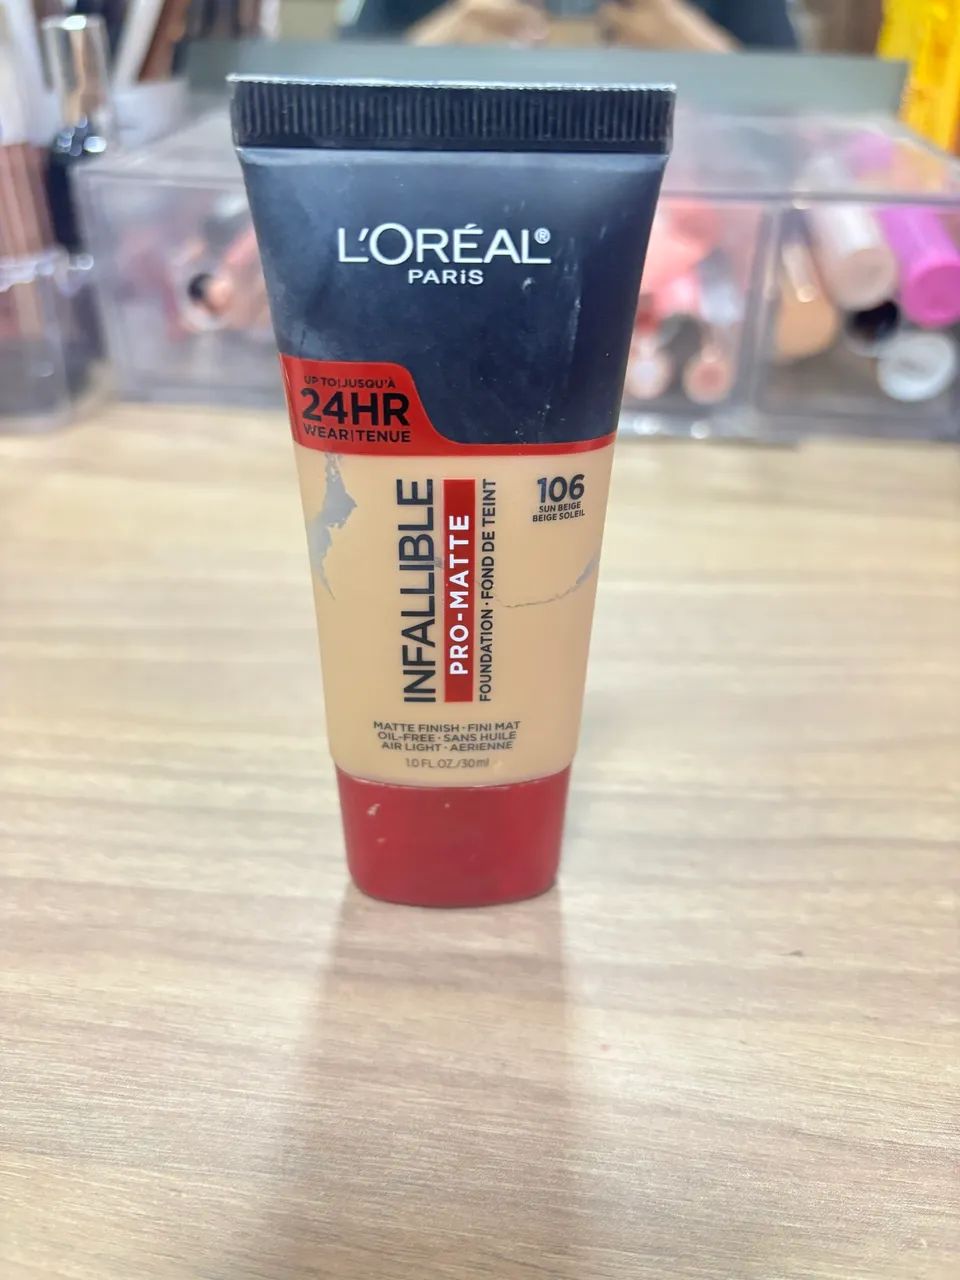 L'ORÉAL®
PARiS
UP TO|JUSQU'À
24HR
WEAR|TENUE
106
SUN BEIGE
BEIGE SOLEIL
INFALLIBLE
PRO-MATTE
FOUNDATION · FOND DE TEINT
MATTE FINISH · FINI MAT
OIL-FREE · SANS HUILE
AIR LIGHT · AERIENNE
1.0 FL.OZ./30ml